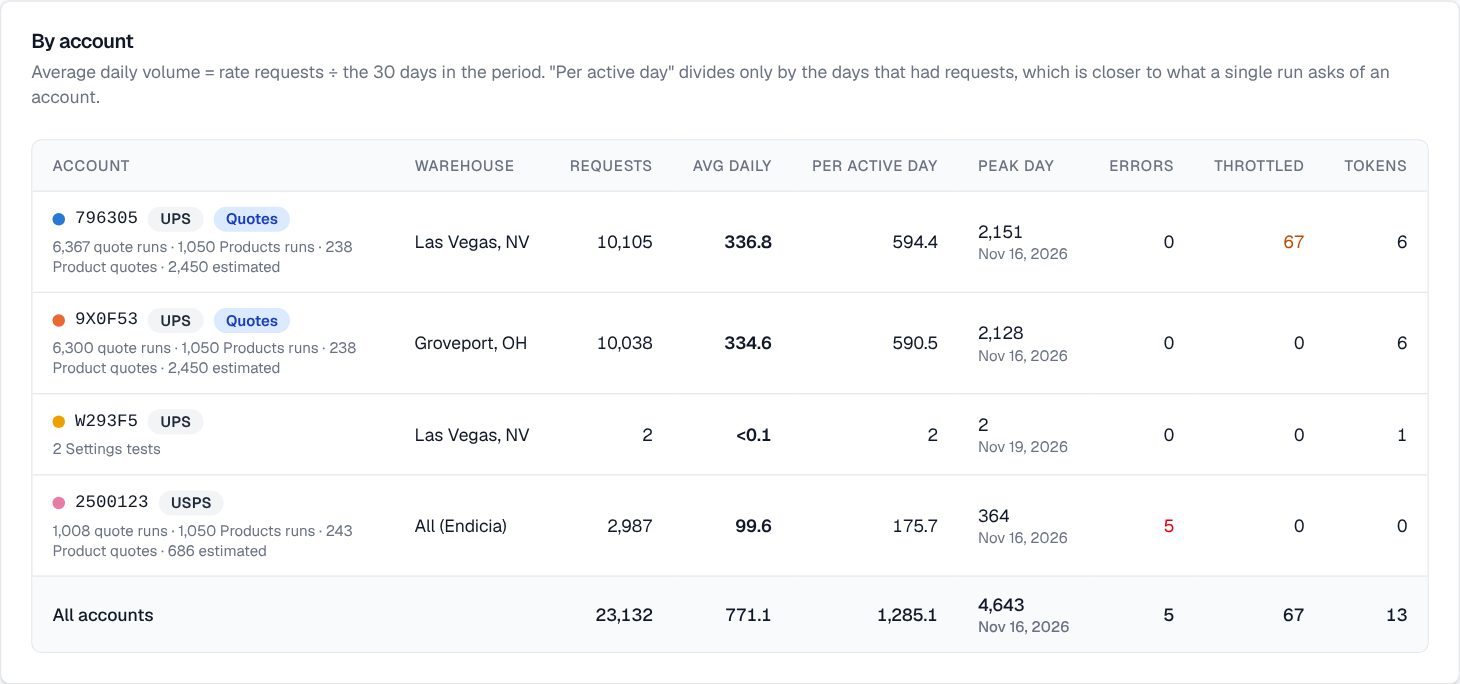 By account
Average daily volume = rate requests ÷ the 30 days in the period. "Per active day" divides only by the days that had requests, which is closer to what a single run asks of an
account.
ACCOUNT WAREHOUSE REQUESTS AVG DAILY PER ACTIVE DAY PEAK DAY ERRORS THROTTLED TOKENS
796305 UPS Quotes
6,367 quote runs · 1,050 Products runs · 238
Product quotes · 2,450 estimated
Las Vegas, NV 10,105 336.8 594.4 2,151 0 67 6
Nov 16, 2026
9X0F53 UPS Quotes
6,300 quote runs · 1,050 Products runs · 238
Product quotes · 2,450 estimated
Groveport, OH 10,038 334.6 590.5 2,128 0 0 6
Nov 16, 2026
W293F5 UPS
2 Settings tests
Las Vegas, NV 2 <0.1 2 2 0 0 1
Nov 19, 2026
2500123 USPS
1,008 quote runs · 1,050 Products runs · 243
Product quotes · 686 estimated
All (Endicia) 2,987 99.6 175.7 364 5 0 0
Nov 16, 2026
All accounts 23,132 771.1 1,285.1 4,643 5 67 13
Nov 16, 2026